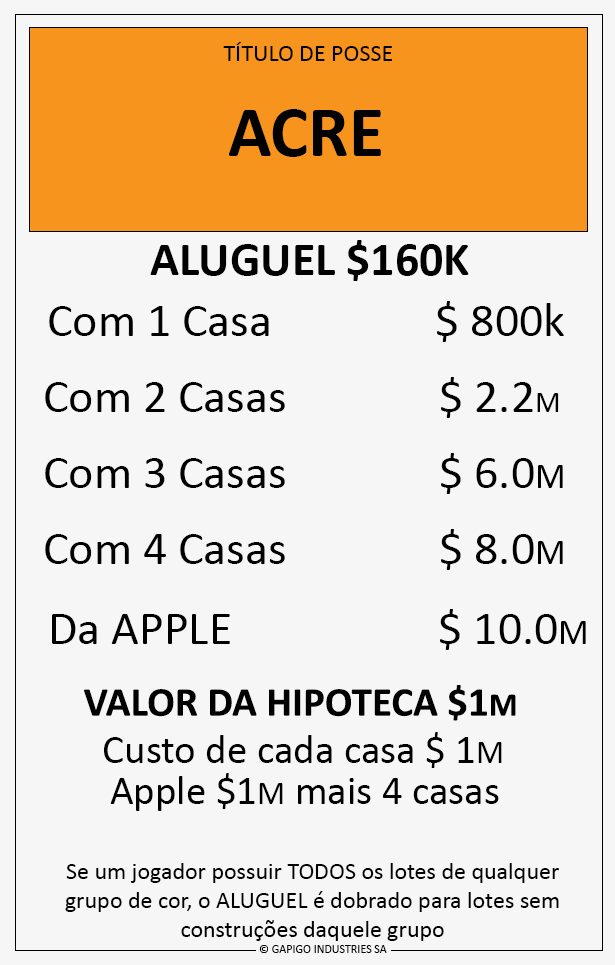 TÍTULO DE POSSE
ACRE
ALUGUEL $160K
Com 1 Casa $ 800k
Com 2 Casas $ 2.2M
Com 3 Casas $ 6.0M
Com 4 Casas $ 8.0M
Da APPLE $ 10.0M
VALOR DA HIPOTECA $1M
Custo de cada casa $ 1M
Apple $1M mais 4 casas
Se um jogador possuir TODOS os lotes de qualquer
grupo de cor, o ALUGUEL é dobrado para lotes sem
construções daquele grupo
© GAPIGO INDUSTRIES SA